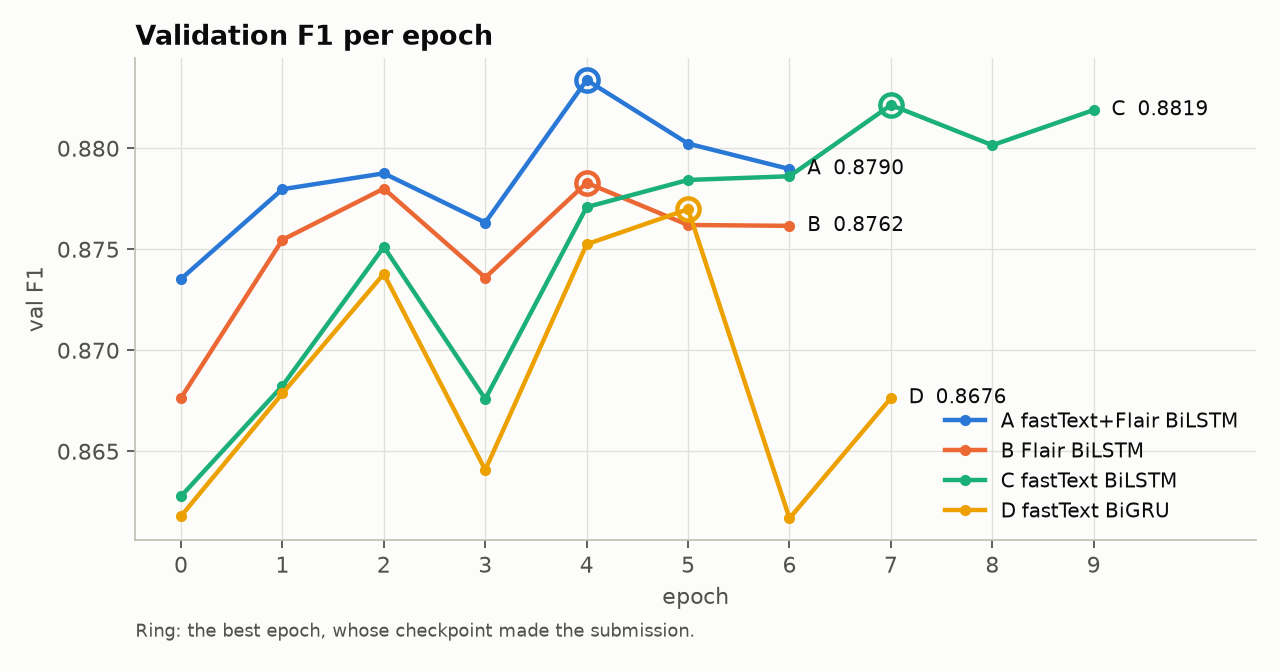 Validation F1 per epoch
val F1
0.880
0.875
0.870
0.865
C 0.8819
A 0.8790
B 0.8762
D 0.8676
A fastText+Flair BiLSTM
B Flair BiLSTM
C fastText BiLSTM
D fastText BiGRU
0 1 2 3 4 5 6 7 8 9
epoch
Ring: the best epoch, whose checkpoint made the submission.